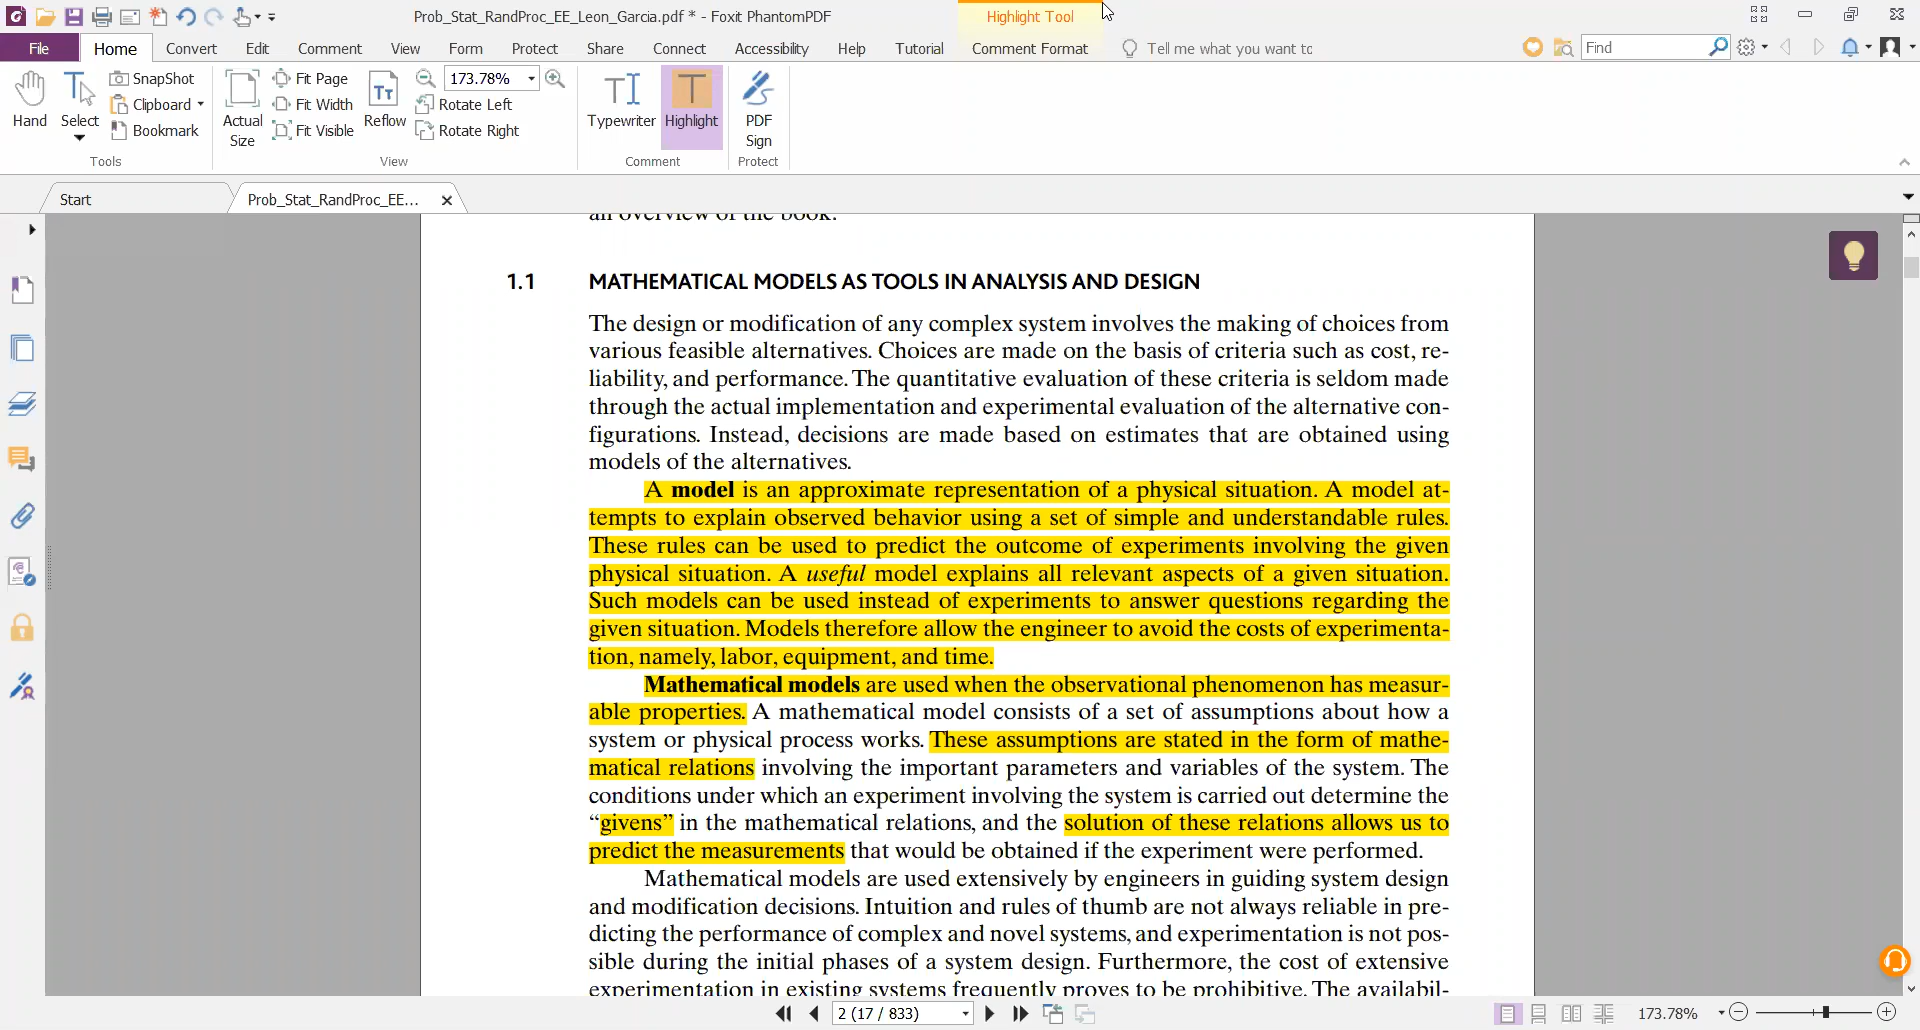 Prob_Stat_RandProc_EE_Leon_Garcia.pdf * - Foxit PhantomPDF
Highlight Tool
File Home Convert Edit Comment View Form Protect Share Connect Accessibility Help Tutorial Comment Format Tell me what you want to Find
Hand
Select
SnapShot
Clipboard
Bookmark
Tools
Actual
Size
Fit Page
Fit Width
Fit Visible
Reflow
173.78%
Rotate Left
Rotate Right
View
Typewriter
Highlight
Comment
PDF
Sign
Protect
Start
Prob_Stat_RandProc_EE...
an overview of the book.
1.1 MATHEMATICAL MODELS AS TOOLS IN ANALYSIS AND DESIGN
The design or modification of any complex system involves the making of choices from
various feasible alternatives. Choices are made on the basis of criteria such as cost, re-
liability, and performance. The quantitative evaluation of these criteria is seldom made
through the actual implementation and experimental evaluation of the alternative con-
figurations. Instead, decisions are made based on estimates that are obtained using
models of the alternatives.
A model is an approximate representation of a physical situation. A model at-
tempts to explain observed behavior using a set of simple and understandable rules.
These rules can be used to predict the outcome of experiments involving the given
physical situation. A useful model explains all relevant aspects of a given situation.
Such models can be used instead of experiments to answer questions regarding the
given situation. Models therefore allow the engineer to avoid the costs of experimenta-
tion, namely, labor, equipment, and time.
Mathematical models are used when the observational phenomenon has measur-
able properties. A mathematical model consists of a set of assumptions about how a
system or physical process works. These assumptions are stated in the form of mathe-
matical relations involving the important parameters and variables of the system. The
conditions under which an experiment involving the system is carried out determine the
“givens” in the mathematical relations, and the solution of these relations allows us to
predict the measurements that would be obtained if the experiment were performed.
Mathematical models are used extensively by engineers in guiding system design
and modification decisions. Intuition and rules of thumb are not always reliable in pre-
dicting the performance of complex and novel systems, and experimentation is not pos-
sible during the initial phases of a system design. Furthermore, the cost of extensive
experimentation in existing systems frequently proves to be prohibitive. The availabil-
2 (17 / 833)
173.78%